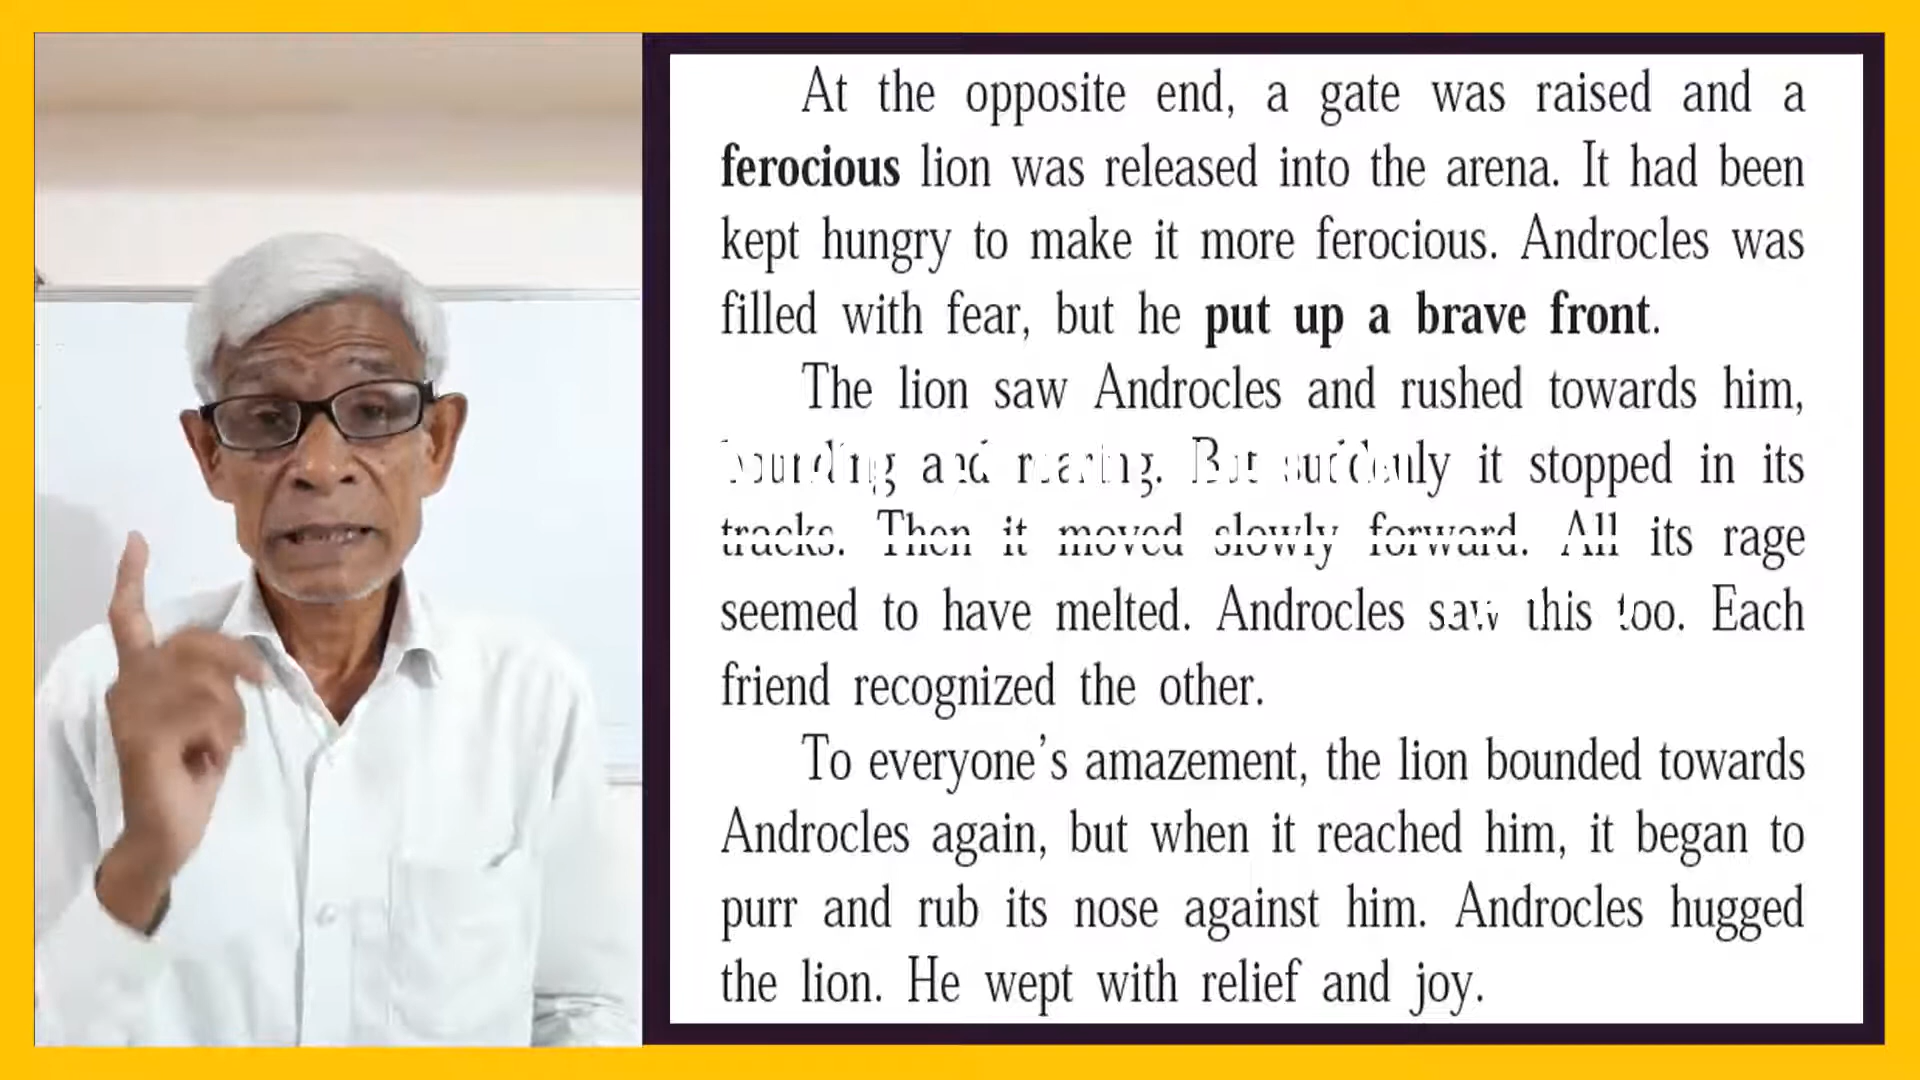 At the opposite end, a gate was raised and a
ferocious lion was released into the arena. It had been
kept hungry to make it more ferocious. Androcles was
filled with fear, but he put up a brave front.
The lion saw Androcles and rushed towards him,
and roaring. But suddenly it stopped in its
tracks. Then it moved slowly forward. All its rage
seemed to have melted. Androcles saw this too. Each
friend recognized the other.
To everyone's amazement, the lion bounded towards
Androcles again, but when it reached him, it began to
purr and rub its nose against him. Androcles hugged
the lion. He wept with relief and joy.